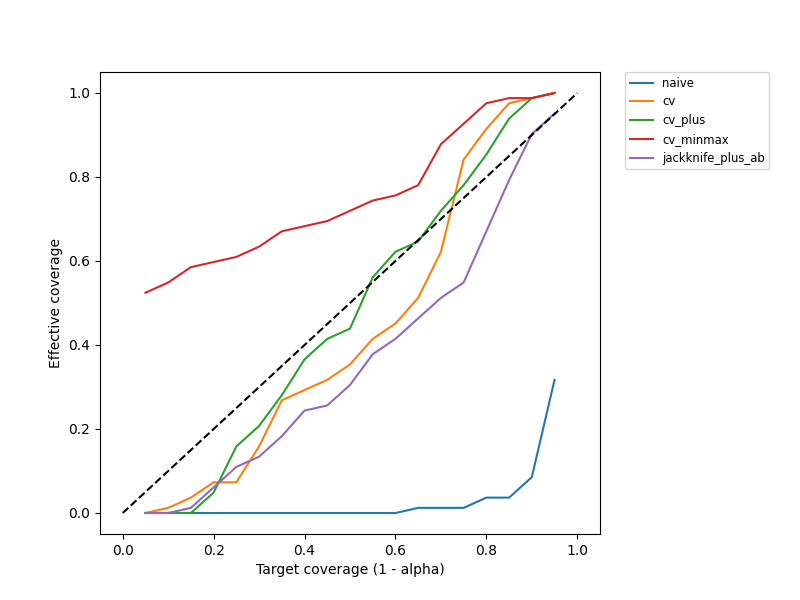 naive
cv
cv_plus
cv_minmax
jackknife_plus_ab
1.0
0.8
0.6
0.4
0.2
0.0
Effective coverage
0.0 0.2 0.4 0.6 0.8 1.0
Target coverage (1 - alpha)